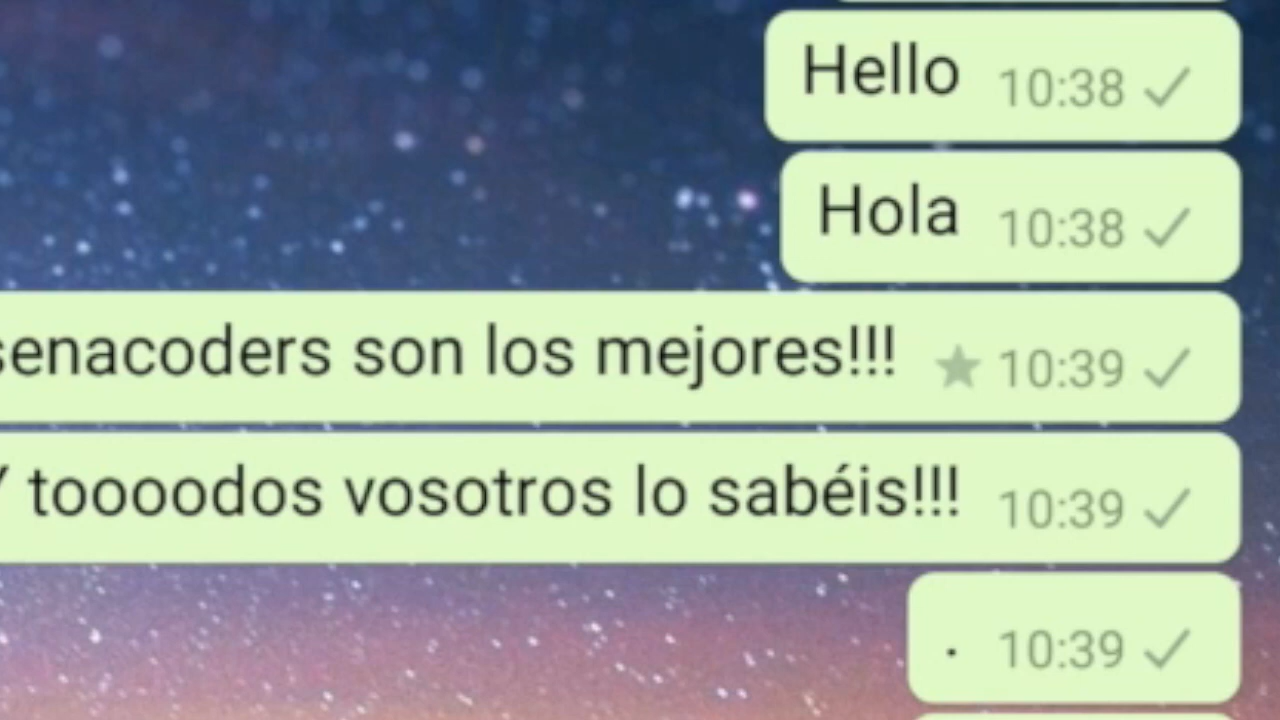 Hello 10:38
Hola 10:38
senacoders son los mejores!!! 10:39
Y toooodos vosotros lo sabéis!!! 10:39
. 10:39